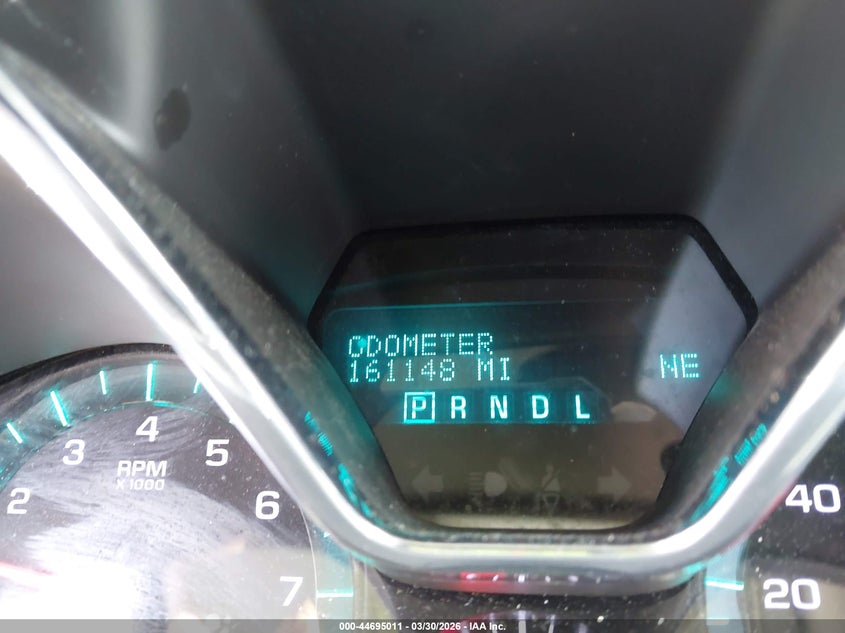 ODOMETER
161148 MI NE
P R N D L
2 3 4 5 6 7
RPM
X1000
40
20
000-44695011 - 03/30/2026 - IAA Inc.